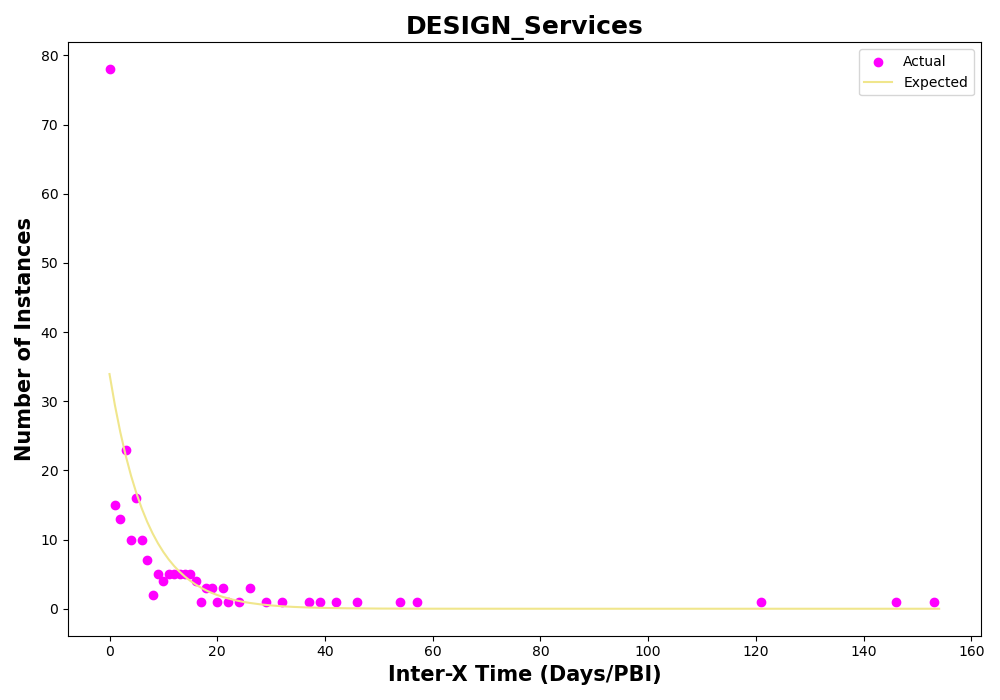 DESIGN_Services
Number of Instances
80
70
60
50
40
30
20
10
0
Actual
Expected
0 20 40 60 80 100 120 140 160
Inter-X Time (Days/PBI)